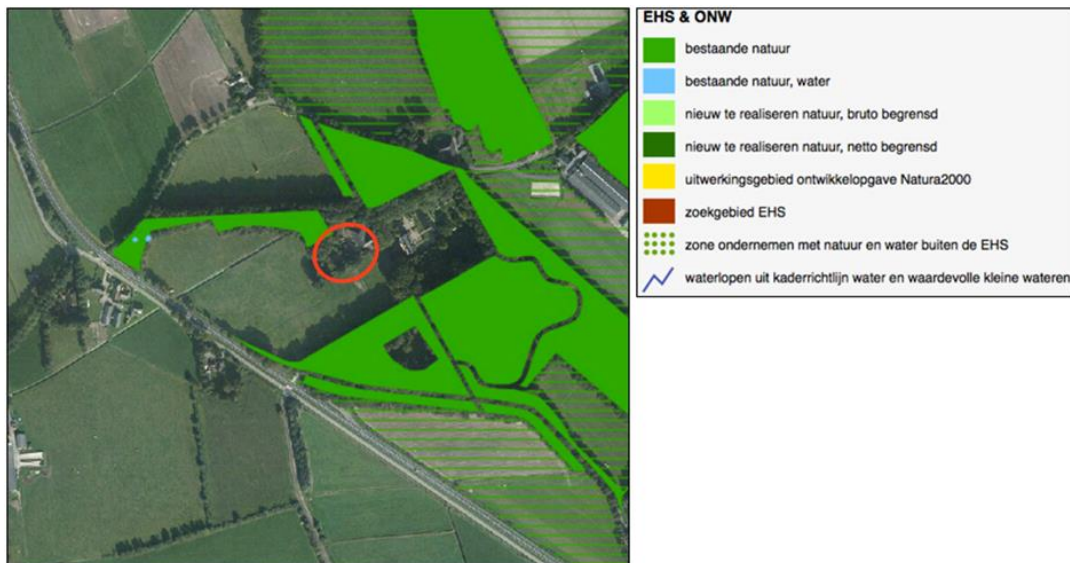 EHS & ONW
bestaande natuur
bestaande natuur, water
nieuw te realiseren natuur, bruto begrensd
nieuw te realiseren natuur, netto begrensd
uitwerkingsgebied ontwikkelopgave Natura2000
zoekgebied EHS
zone ondernemen met natuur en water buiten de EHS
waterlopen uit kaderrichtlijn water en waardevolle kleine wateren